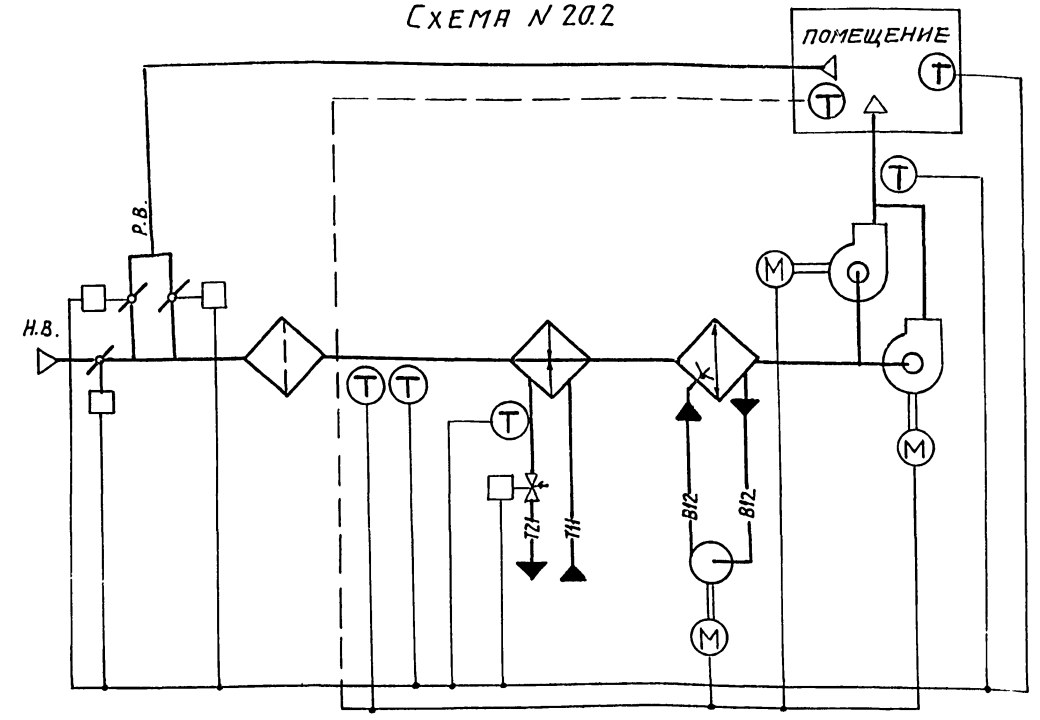 СХЕМА N 20.2
ПОМЕЩЕНИЕ
Т
Т
Т
Р.В.
М
Н.В.
Т
Т
Т
М
Т21
Т11
В12
В12
М